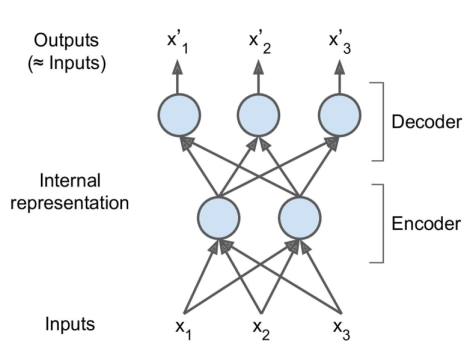 Outputs x'₁ x'₂ x'₃
(≈ Inputs)
Decoder
Internal
representation
Encoder
Inputs x₁ x₂ x₃